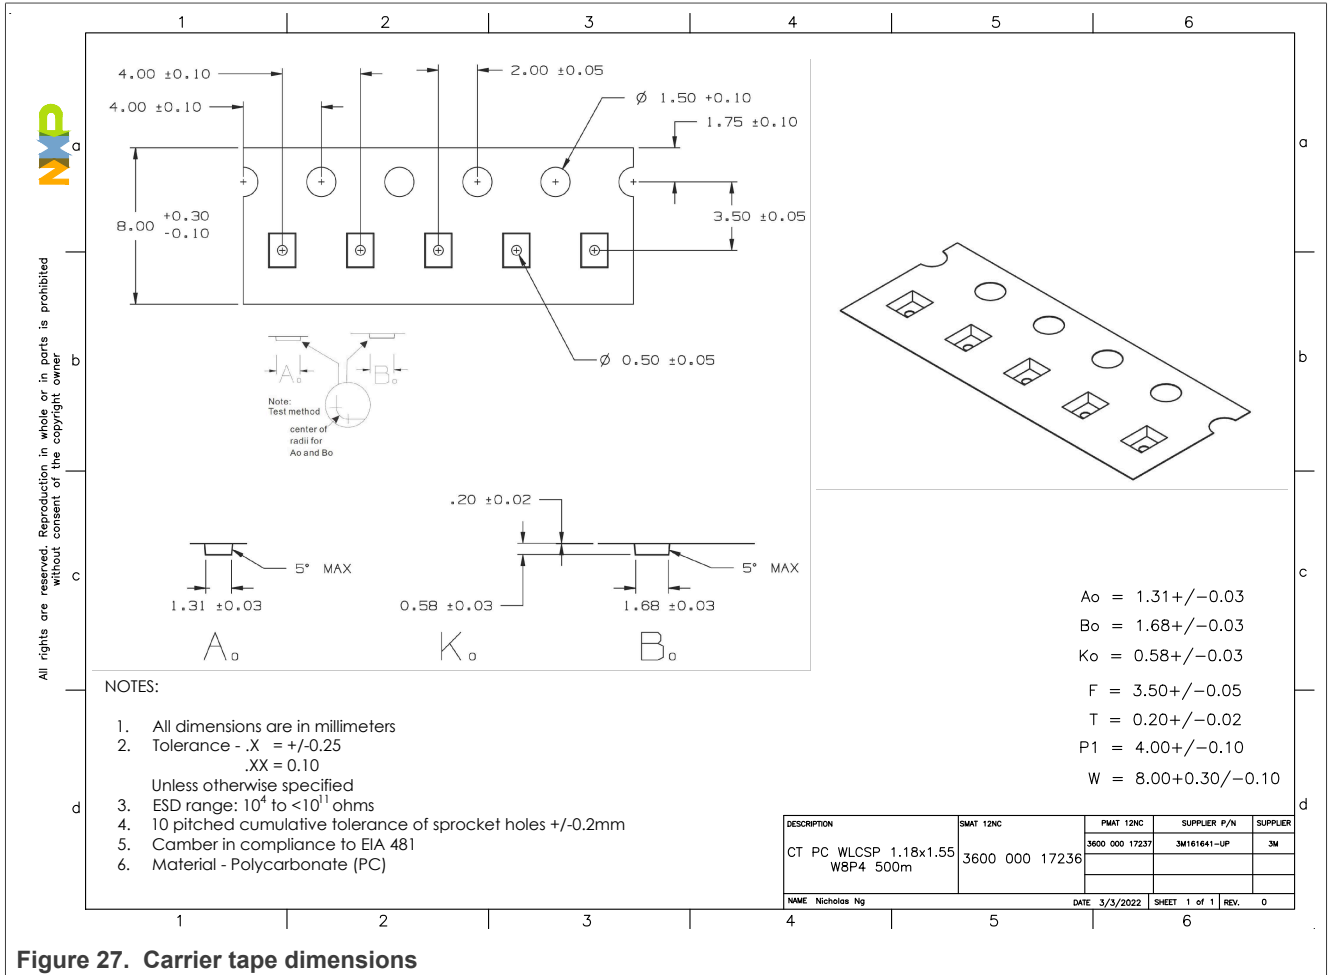 1 2 3 4 5 6
4.00 ±0.10
2.00 ±0.05
4.00 ±0.10
Ø 1.50 +0.10
1.75 ±0.10
NXP
a
a
8.00 +0.30 -0.10
3.50 ±0.05
All rights are reserved. Reproduction in whole or in parts is prohibited
without consent of the copyright owner
b
b
Ø 0.50 ±0.05
Ao
Bo
Note:
Test method
center of
radii for
Ao and Bo
.20 ±0.02
c
c
5° MAX
5° MAX
1.31 ±0.03
0.58 ±0.03
1.68 ±0.03
Ao
Ko
Bo
Ao = 1.31+/-0.03
Bo = 1.68+/-0.03
Ko = 0.58+/-0.03
F = 3.50+/-0.05
T = 0.20+/-0.02
P1 = 4.00+/-0.10
W = 8.00+0.30/-0.10
NOTES:
1. All dimensions are in millimeters
2. Tolerance - .X = +/-0.25
.XX = 0.10
Unless otherwise specified
3. ESD range: 10⁴ to <10¹¹ ohms
4. 10 pitched cumulative tolerance of sprocket holes +/-0.2mm
5. Camber in compliance to EIA 481
6. Material - Polycarbonate (PC)
d
d
DESCRIPTION SMAT 12NC PMAT 12NC SUPPLIER P/N SUPPLIER
CT PC WLCSP 1.18x1.55
W8P4 500m
3600 000 17236
3600 000 17237 3M161641-UP 3M
NAME Nicholas Ng DATE 3/3/2022 SHEET 1 of 1 REV. 0
1 2 3 4 5 6
Figure 27. Carrier tape dimensions